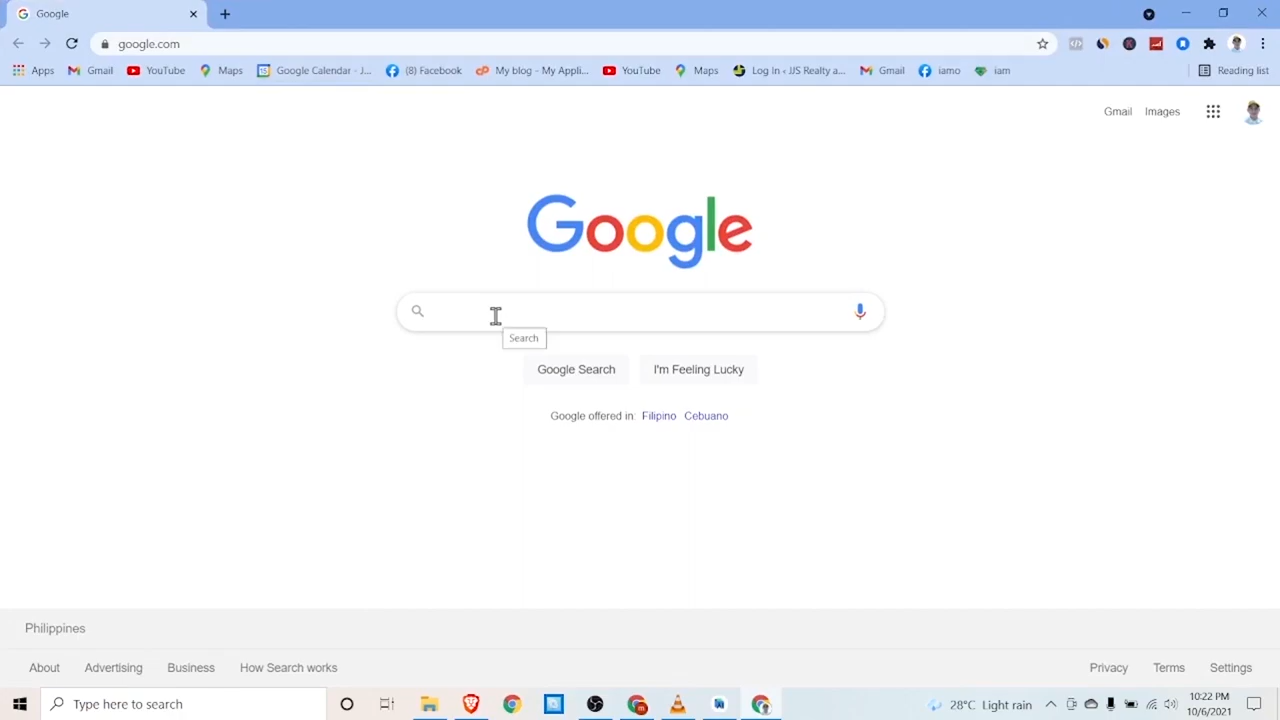 Google
google.com
Apps Gmail YouTube Maps Google Calendar - J... (8) Facebook My blog - My Appli... YouTube Maps Log In ‹ JJS Realty a... Gmail iamo iam Reading list
Gmail Images
Google
Search
Google Search I'm Feeling Lucky
Google offered in: Filipino Cebuano
Philippines
About Advertising Business How Search works Privacy Terms Settings
Type here to search 28°C Light rain 10:22 PM
10/6/2021